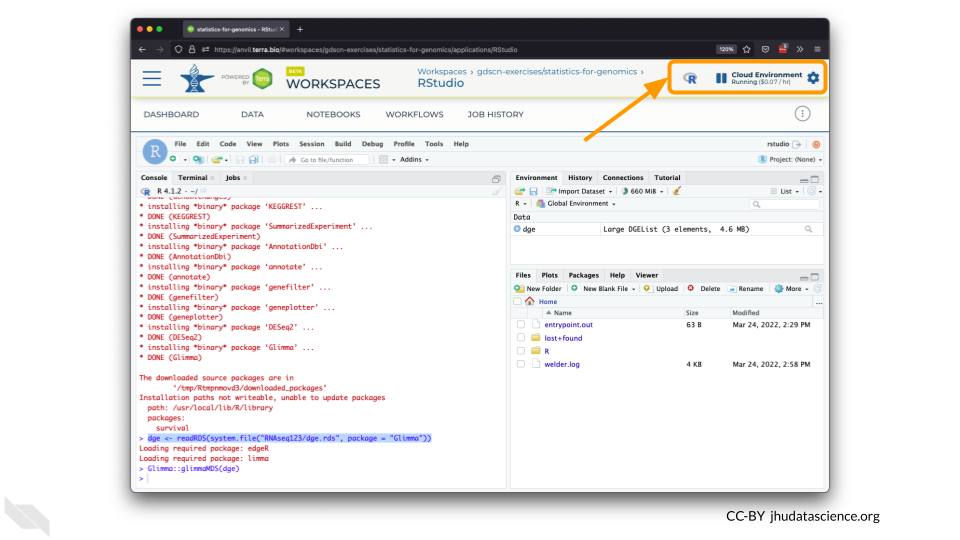 statistics-for-genomics - RStud
https://anvil.terra.bio/#workspaces/gdscn-exercises/statistics-for-genomics/applications/RStudio
120%
POWERED BY
Terra
BETA
WORKSPACES
Workspaces › gdscn-exercises/statistics-for-genomics ›
RStudio
R
Cloud Environment
Running ($0.07 / hr)
DASHBOARD DATA NOTEBOOKS WORKFLOWS JOB HISTORY
R
File Edit Code View Plots Session Build Debug Profile Tools Help
rstudio
Go to file/function
Addins
Project: (None)
Console Terminal Jobs
R 4.1.2 · ~/
* installing *binary* package 'KEGGREST' ...
* DONE (KEGGREST)
* installing *binary* package 'SummarizedExperiment' ...
* DONE (SummarizedExperiment)
* installing *binary* package 'AnnotationDbi' ...
* DONE (AnnotationDbi)
* installing *binary* package 'annotate' ...
* DONE (annotate)
* installing *binary* package 'genefilter' ...
* DONE (genefilter)
* installing *binary* package 'geneplotter' ...
* DONE (geneplotter)
* installing *binary* package 'DESeq2' ...
* DONE (DESeq2)
* installing *binary* package 'Glimma' ...
* DONE (Glimma)
The downloaded source packages are in
'/tmp/Rtmpnmovd3/downloaded_packages'
Installation paths not writeable, unable to update packages
path: /usr/local/lib/R/library
packages:
survival
> dge <- readRDS(system.file("RNAseq123/dge.rds", package = "Glimma"))
Loading required package: edgeR
Loading required package: limma
> Glimma::glimmaMDS(dge)
>
Environment History Connections Tutorial
Import Dataset 660 MiB List
R Global Environment
Data
dge Large DGEList (3 elements, 4.6 MB)
Files Plots Packages Help Viewer
New Folder New Blank File Upload Delete Rename More
Home ...
Name Size Modified
entrypoint.out 63 B Mar 24, 2022, 2:29 PM
lost+found
R
welder.log 4 KB Mar 24, 2022, 2:58 PM
CC-BY jhudatascience.org